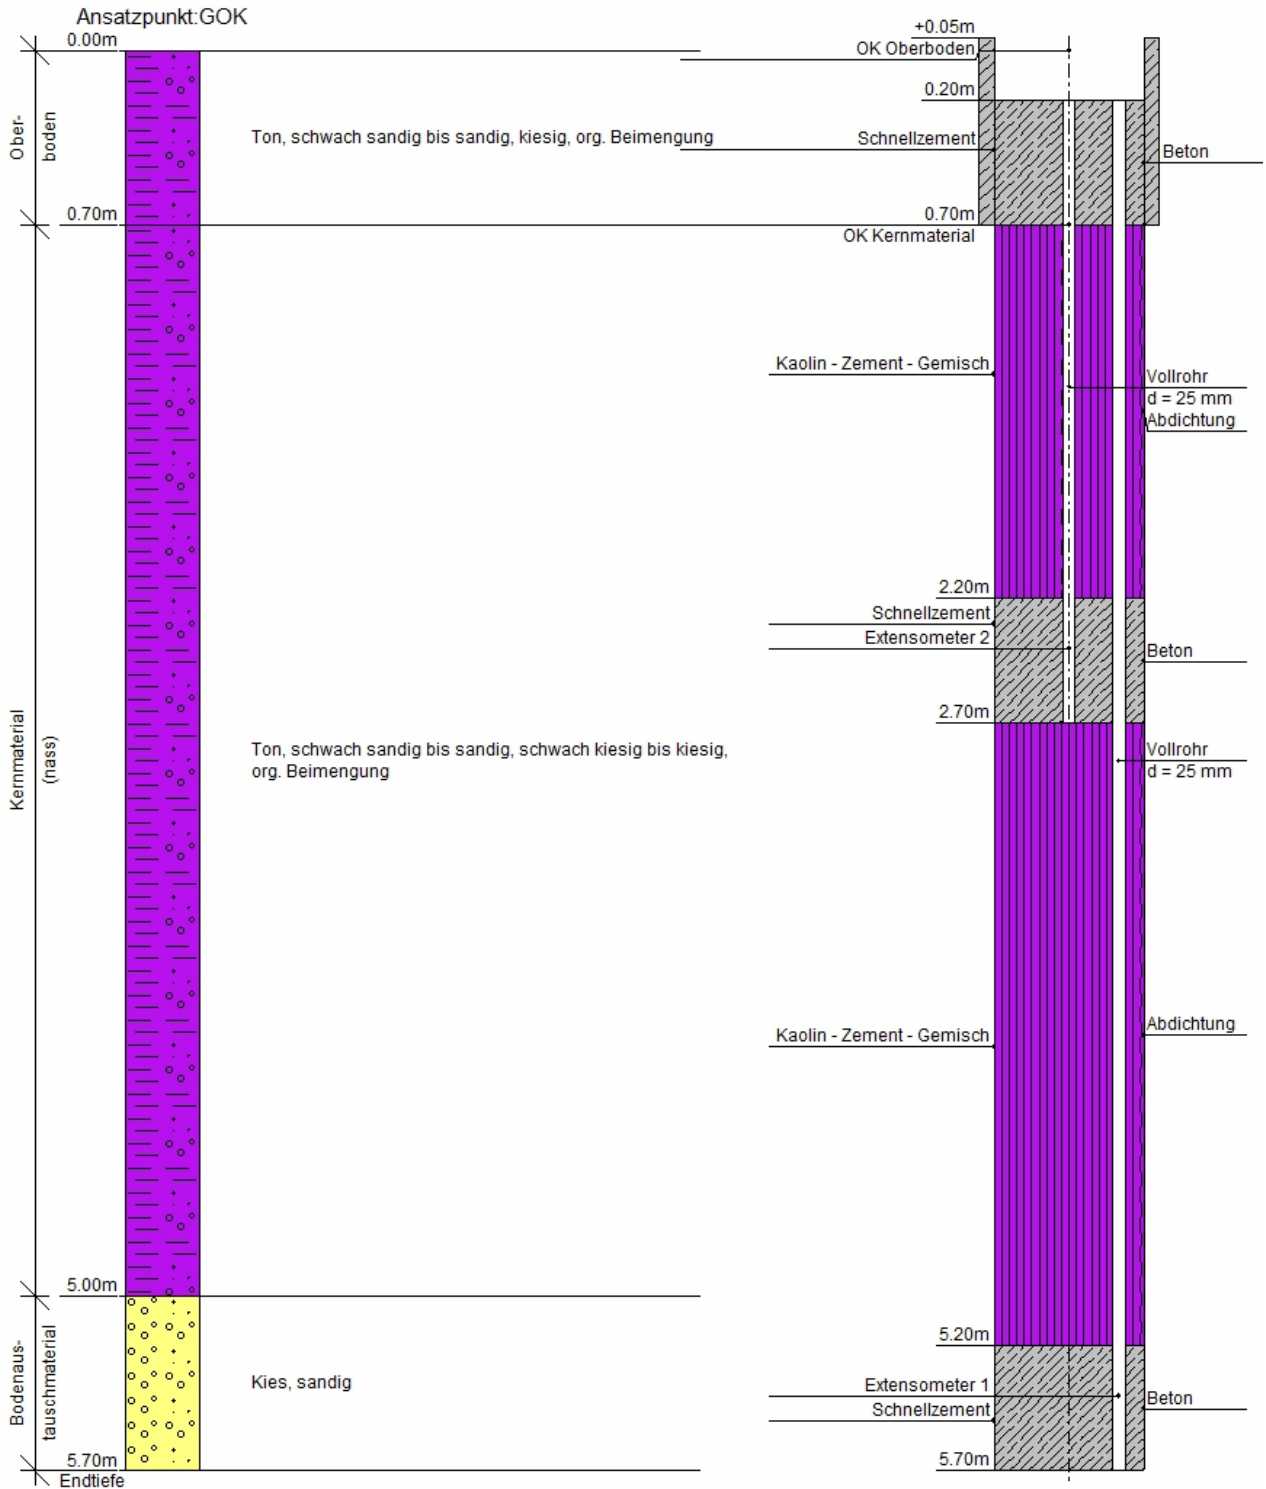 Ansatzpunkt:GOK
0.00m
+0.05m
OK Oberboden
0.20m
Ober-
boden
Ton, schwach sandig bis sandig, kiesig, org. Beimengung
Schnellzement
Beton
0.70m
0.70m
OK Kernmaterial
Kaolin - Zement - Gemisch
Vollrohr
d = 25 mm
Abdichtung
2.20m
Schnellzement
Extensometer 2
Beton
2.70m
Kernmaterial
(nass)
Ton, schwach sandig bis sandig, schwach kiesig bis kiesig,
org. Beimengung
Vollrohr
d = 25 mm
Kaolin - Zement - Gemisch
Abdichtung
5.00m
5.20m
Bodenaus-
tauschmaterial
Kies, sandig
Extensometer 1
Schnellzement
Beton
5.70m
5.70m
Endtiefe